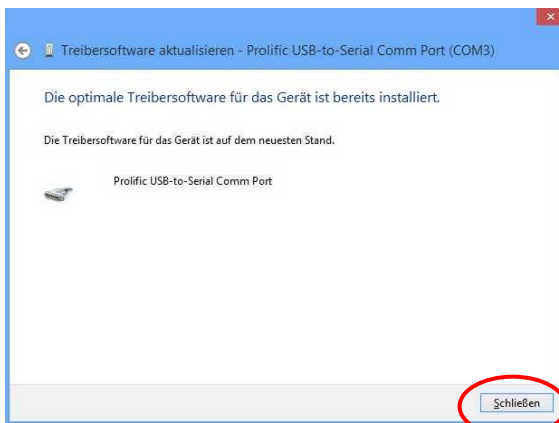 Treibersoftware aktualisieren - Prolific USB-to-Serial Comm Port (COM3)
Die optimale Treibersoftware für das Gerät ist bereits installiert.
Die Treibersoftware für das Gerät ist auf dem neuesten Stand.
Prolific USB-to-Serial Comm Port
Schließen